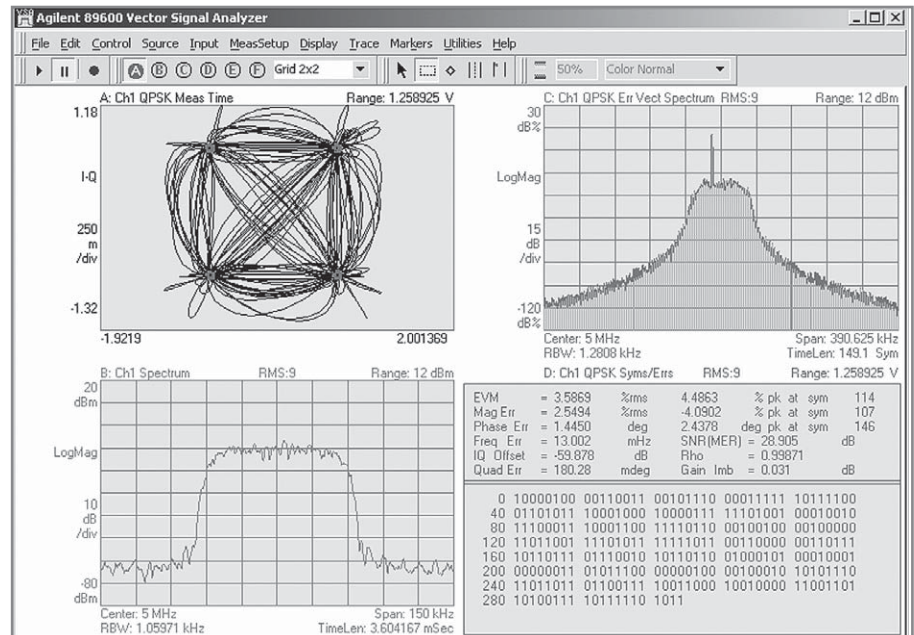 Agilent 89600 Vector Signal Analyzer
File Edit Control Source Input MeasSetup Display Trace Markers Utilities Help
A B C D E F Grid 2x2 50% Color Normal
A: Ch1 QPSK Meas Time Range: 1.258925 V
1.18
I-Q
250
m
/div
-1.32
-1.9219 2.001369
C: Ch1 QPSK Err Vect Spectrum RMS:9 Range: 12 dBm
30
dB%
LogMag
15
dB
/div
-120
dB%
Center: 5 MHz Span: 390.625 kHz
RBW: 1.2808 kHz TimeLen: 149.1 Sym
B: Ch1 Spectrum RMS:9 Range: 12 dBm
20
dBm
LogMag
10
dB
/div
-80
dBm
Center: 5 MHz Span: 150 kHz
RBW: 1.05971 kHz TimeLen: 3.604167 mSec
D: Ch1 QPSK Syms/Errs RMS:9 Range: 1.258925 V
EVM = 3.5869 %rms 4.4863 % pk at sym 114
Mag Err = 2.5494 %rms -4.0902 % pk at sym 107
Phase Err = 1.4450 deg 2.4378 deg pk at sym 146
Freq Err = 13.002 mHz SNR(MER) = 28.905 dB
IQ Offset = -59.878 dB Rho = 0.99871
Quad Err = 180.28 mdeg Gain Imb = 0.031 dB
0 10000100 00110011 00101110 00011111 10111100
40 01101011 10001000 10000111 11101001 00010010
80 11100011 10001100 11110110 00100100 00100000
120 11011001 11101011 11111011 00110000 00110111
160 10110111 01110010 10110110 01000101 00010001
200 00000011 01011100 00000100 00100010 10101110
240 11011011 01100111 10011000 10010000 11001101
280 10100111 10111110 1011